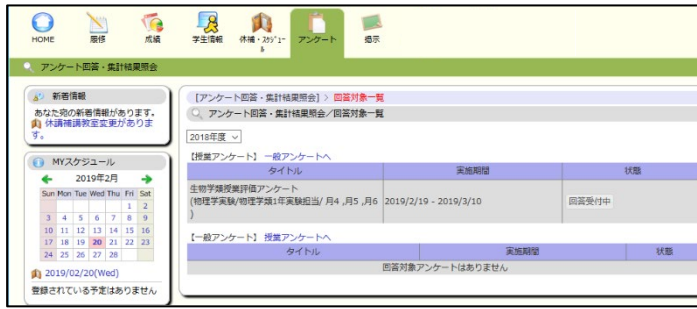 HOME
履修
成績
学生情報
休補・スケジュール
アンケート
掲示
アンケート回答・集計結果照会
新着情報
あなた宛の新着情報があります。
休講補講教室変更がありま
す。
MYスケジュール
2019年2月
Sun Mon Tue Wed Thu Fri Sat
1 2
3 4 5 6 7 8 9
10 11 12 13 14 15 16
17 18 19 20 21 22 23
24 25 26 27 28
2019/02/20(Wed)
登録されている予定はありません
[アンケート回答・集計結果照会] > 回答対象一覧
アンケート回答・集計結果照会/回答対象一覧
2018年度
【授業アンケート】 一般アンケートへ
タイトル 実施期間 状態
生物学類授業評価アンケート
(物理学実験/物理学類1年実験担当/ 月4 ,月5 ,月6
) 2019/2/19 - 2019/3/10 回答受付中
【一般アンケート】 授業アンケートへ
タイトル 実施期間 状態
回答対象アンケートはありません